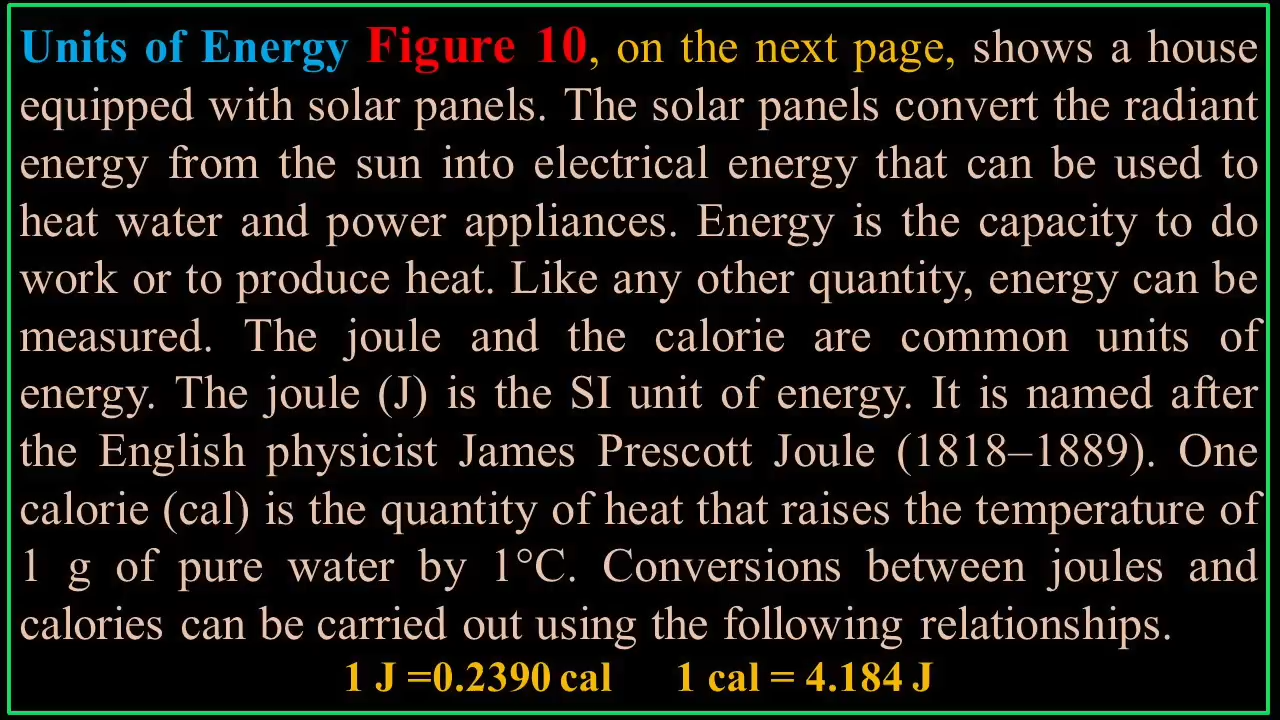 Units of Energy Figure 10, on the next page, shows a house
equipped with solar panels. The solar panels convert the radiant
energy from the sun into electrical energy that can be used to
heat water and power appliances. Energy is the capacity to do
work or to produce heat. Like any other quantity, energy can be
measured. The joule and the calorie are common units of
energy. The joule (J) is the SI unit of energy. It is named after
the English physicist James Prescott Joule (1818–1889). One
calorie (cal) is the quantity of heat that raises the temperature of
1 g of pure water by 1°C. Conversions between joules and
calories can be carried out using the following relationships.
1 J =0.2390 cal 1 cal = 4.184 J